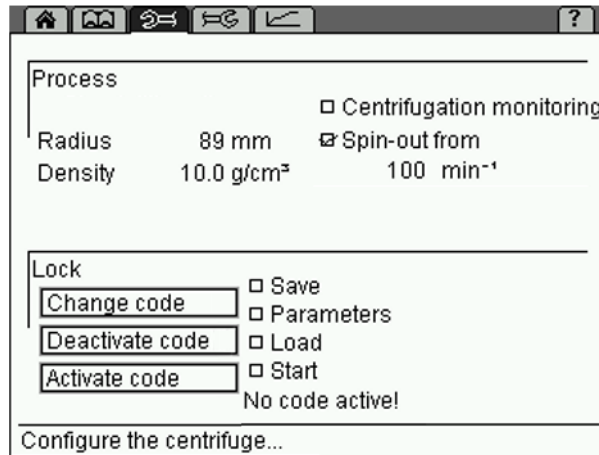 ?
Process
Centrifugation monitoring
Radius 89 mm
Spin-out from
Density 10.0 g/cm³
100 min⁻¹
Lock
Save
Change code
Parameters
Deactivate code
Load
Activate code
Start
No code active!
Configure the centrifuge...